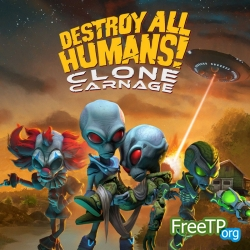 DESTROY ALL
HUMANS!
CLONE
CARNAGE
FreeTP
org